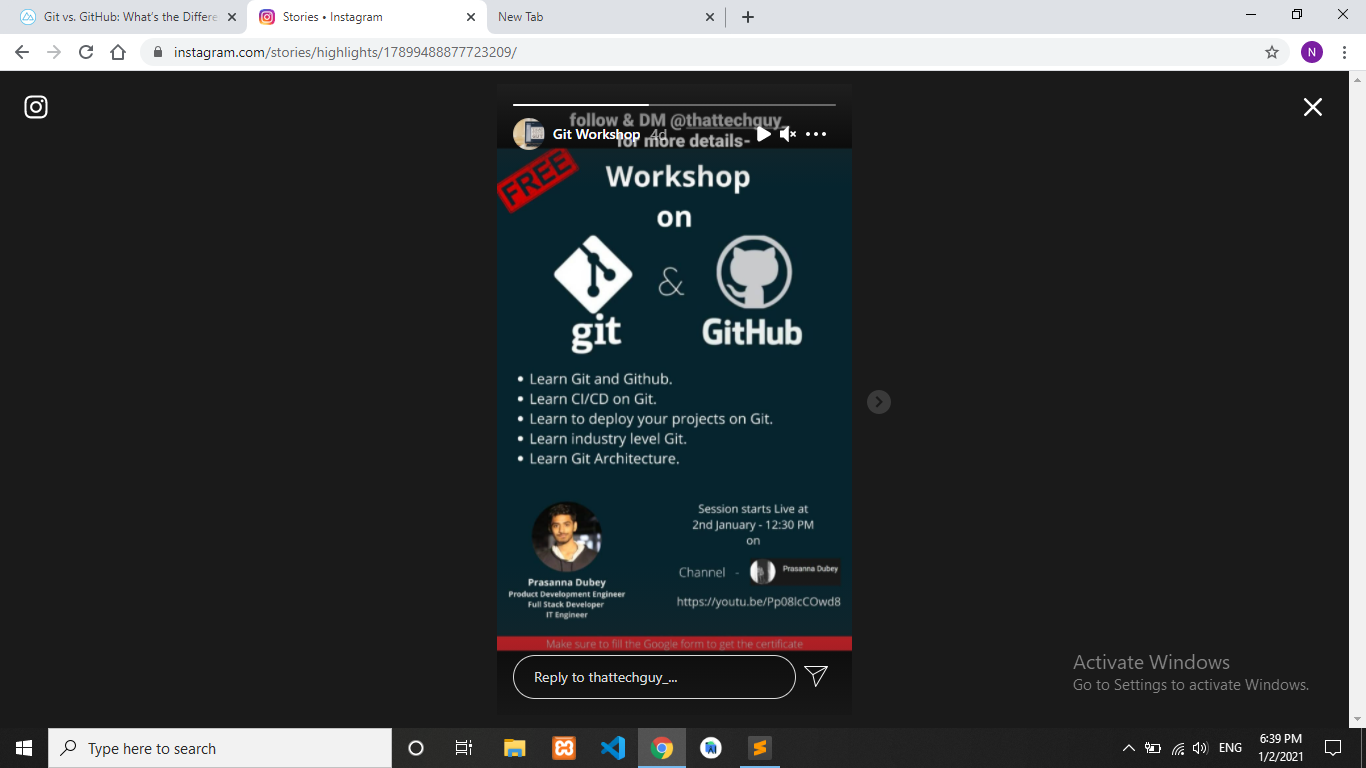 Git vs. GitHub: What's the Differe
Stories • Instagram
New Tab
instagram.com/stories/highlights/17899488877723209/
N
follow & DM @thattechguy_
Git Workshop 4d
for more details-
FREE
Workshop
on
&
git
GitHub
• Learn Git and Github.
• Learn CI/CD on Git.
• Learn to deploy your projects on Git.
• Learn industry level Git.
• Learn Git Architecture.
Session starts Live at
2nd January - 12:30 PM
on
Channel - Prasanna Dubey
Prasanna Dubey
Product Development Engineer
Full Stack Developer
IT Engineer
https://youtu.be/Pp08lcCOwd8
Make sure to fill the Google form to get the certificate
Reply to thattechguy_...
Activate Windows
Go to Settings to activate Windows.
Type here to search
ENG
6:39 PM
1/2/2021